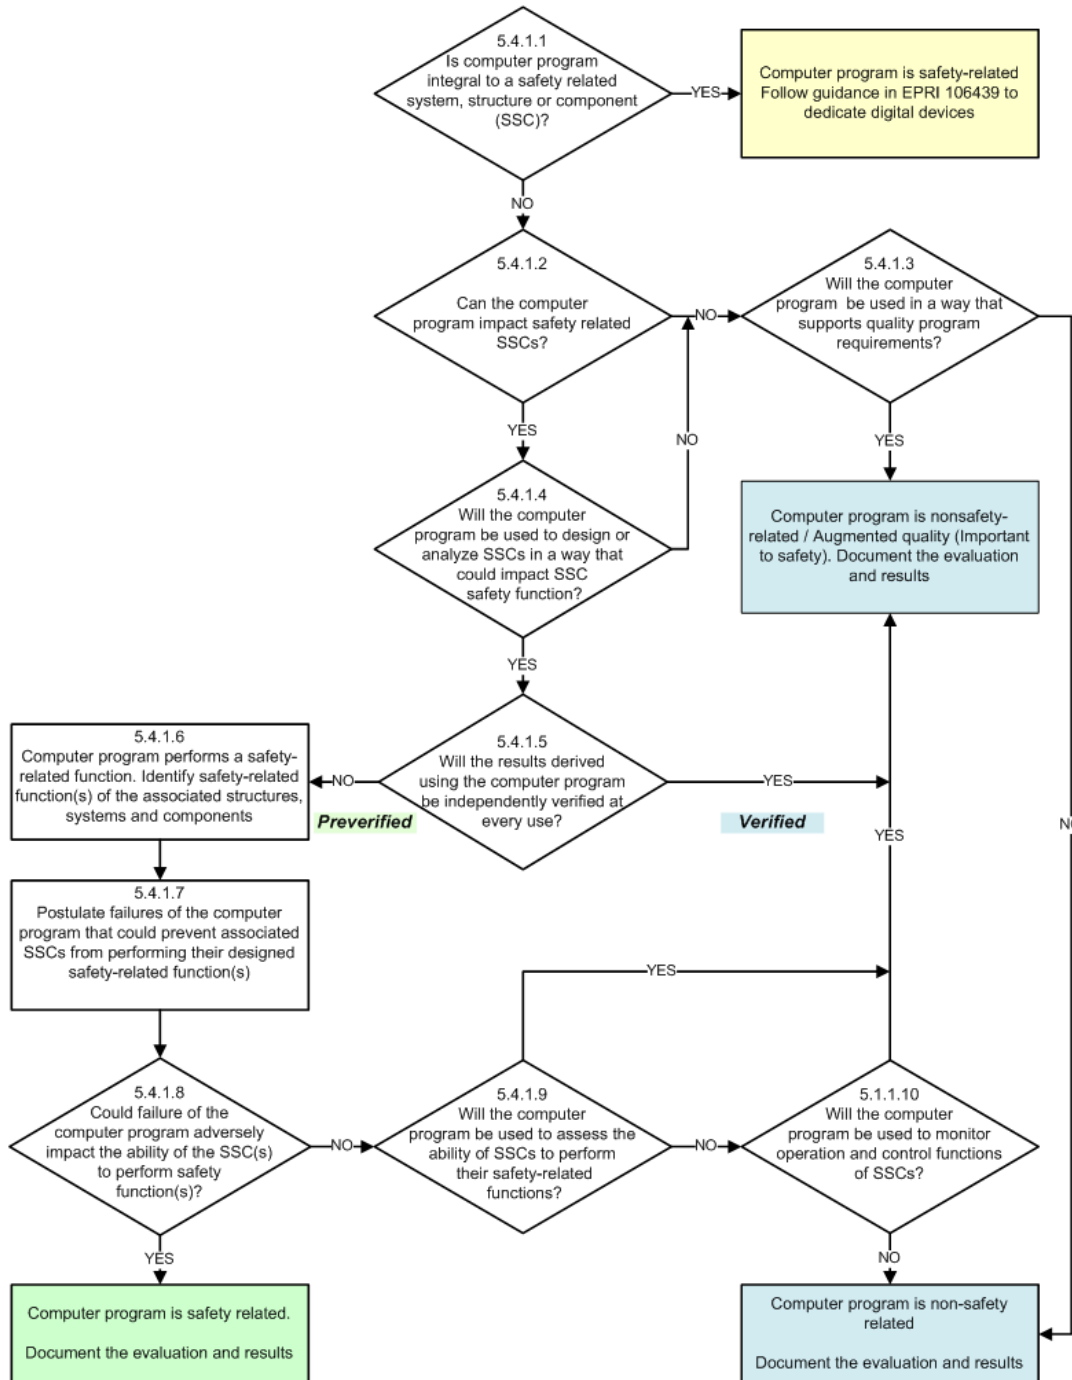 5.4.1.1
Is computer program
integral to a safety related
system, structure or component
(SSC)?
YES
Computer program is safety-related
Follow guidance in EPRI 106439 to
dedicate digital devices
NO
5.4.1.2
Can the computer
program impact safety related
SSCs?
NO
5.4.1.3
Will the computer
program be used in a way that
supports quality program
requirements?
YES
NO
YES
5.4.1.4
Will the computer
program be used to design or
analyze SSCs in a way that
could impact SSC
safety function?
Computer program is nonsafety-
related / Augmented quality (Important
to safety). Document the evaluation
and results
YES
5.4.1.5
Will the results derived
using the computer program
be independently verified at
every use?
NO
Preverified
YES
Verified
5.4.1.6
Computer program performs a safety-
related function. Identify safety-related
function(s) of the associated structures,
systems and components
YES
NO
5.4.1.7
Postulate failures of the computer
program that could prevent associated
SSCs from performing their designed
safety-related function(s)
YES
5.4.1.8
Could failure of the
computer program adversely
impact the ability of the SSC(s)
to perform safety
function(s)?
NO
5.4.1.9
Will the computer
program be used to assess the
ability of SSCs to perform
their safety-related
functions?
NO
5.1.1.10
Will the computer
program be used to monitor
operation and control functions
of SSCs?
YES
NO
Computer program is safety related.
Document the evaluation and results
Computer program is non-safety
related
Document the evaluation and results